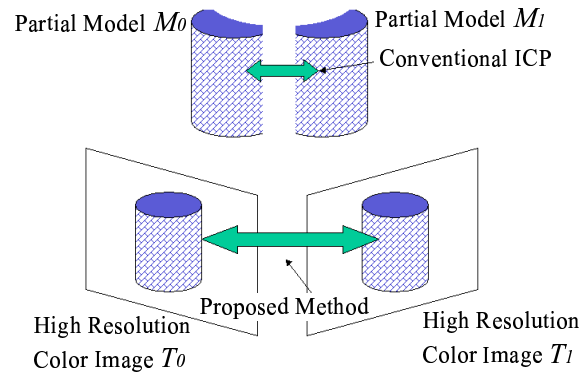 Partial Model M0
Partial Model M1
Conventional ICP
Proposed Method
High Resolution
Color Image T0
High Resolution
Color Image T1